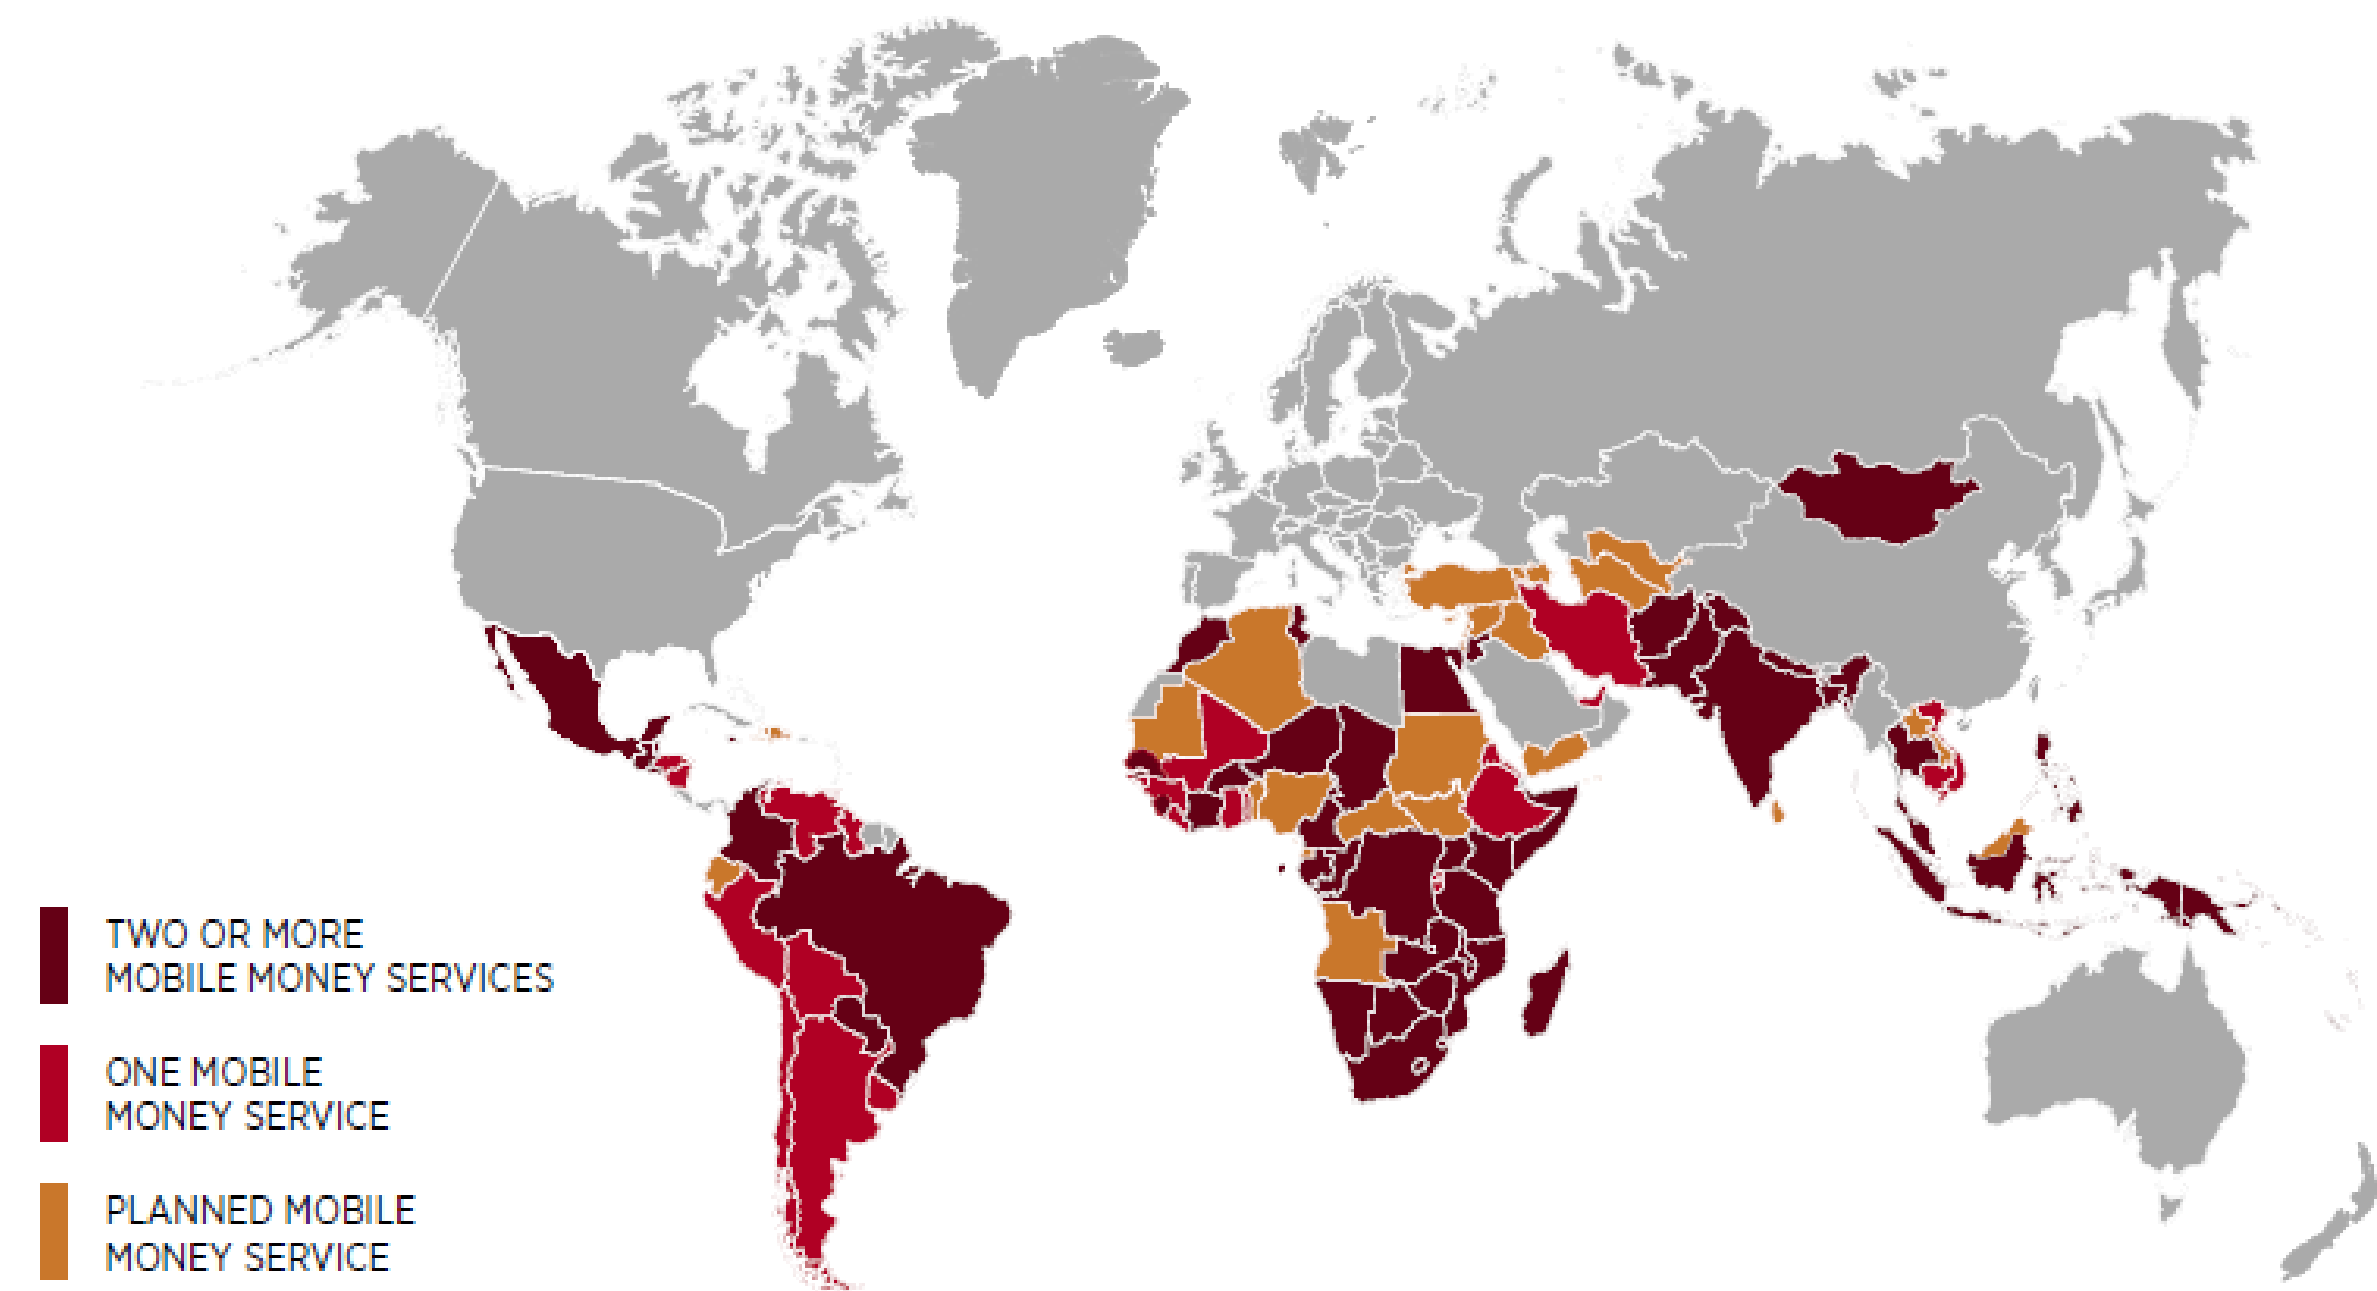 TWO OR MORE
MOBILE MONEY SERVICES
ONE MOBILE
MONEY SERVICE
PLANNED MOBILE
MONEY SERVICE